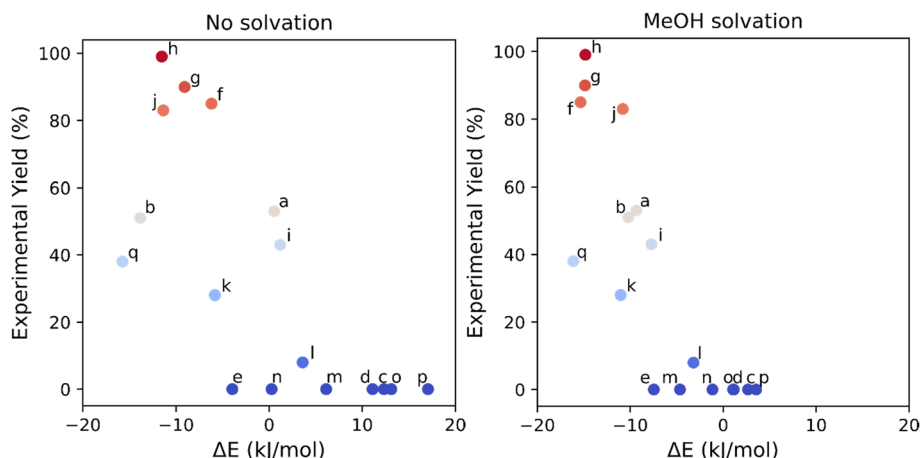 No solvation
Experimental Yield (%)
100
80
60
40
20
0
h
g
j
f
b
a
q
i
k
l
e n m d c o p
−20 −10 0 10 20
ΔE (kJ/mol)
MeOH solvation
Experimental Yield (%)
100
80
60
40
20
0
h
g
f
j
b a
q
i
k
l
e m n o d c p
−20 −10 0 10 20
ΔE (kJ/mol)